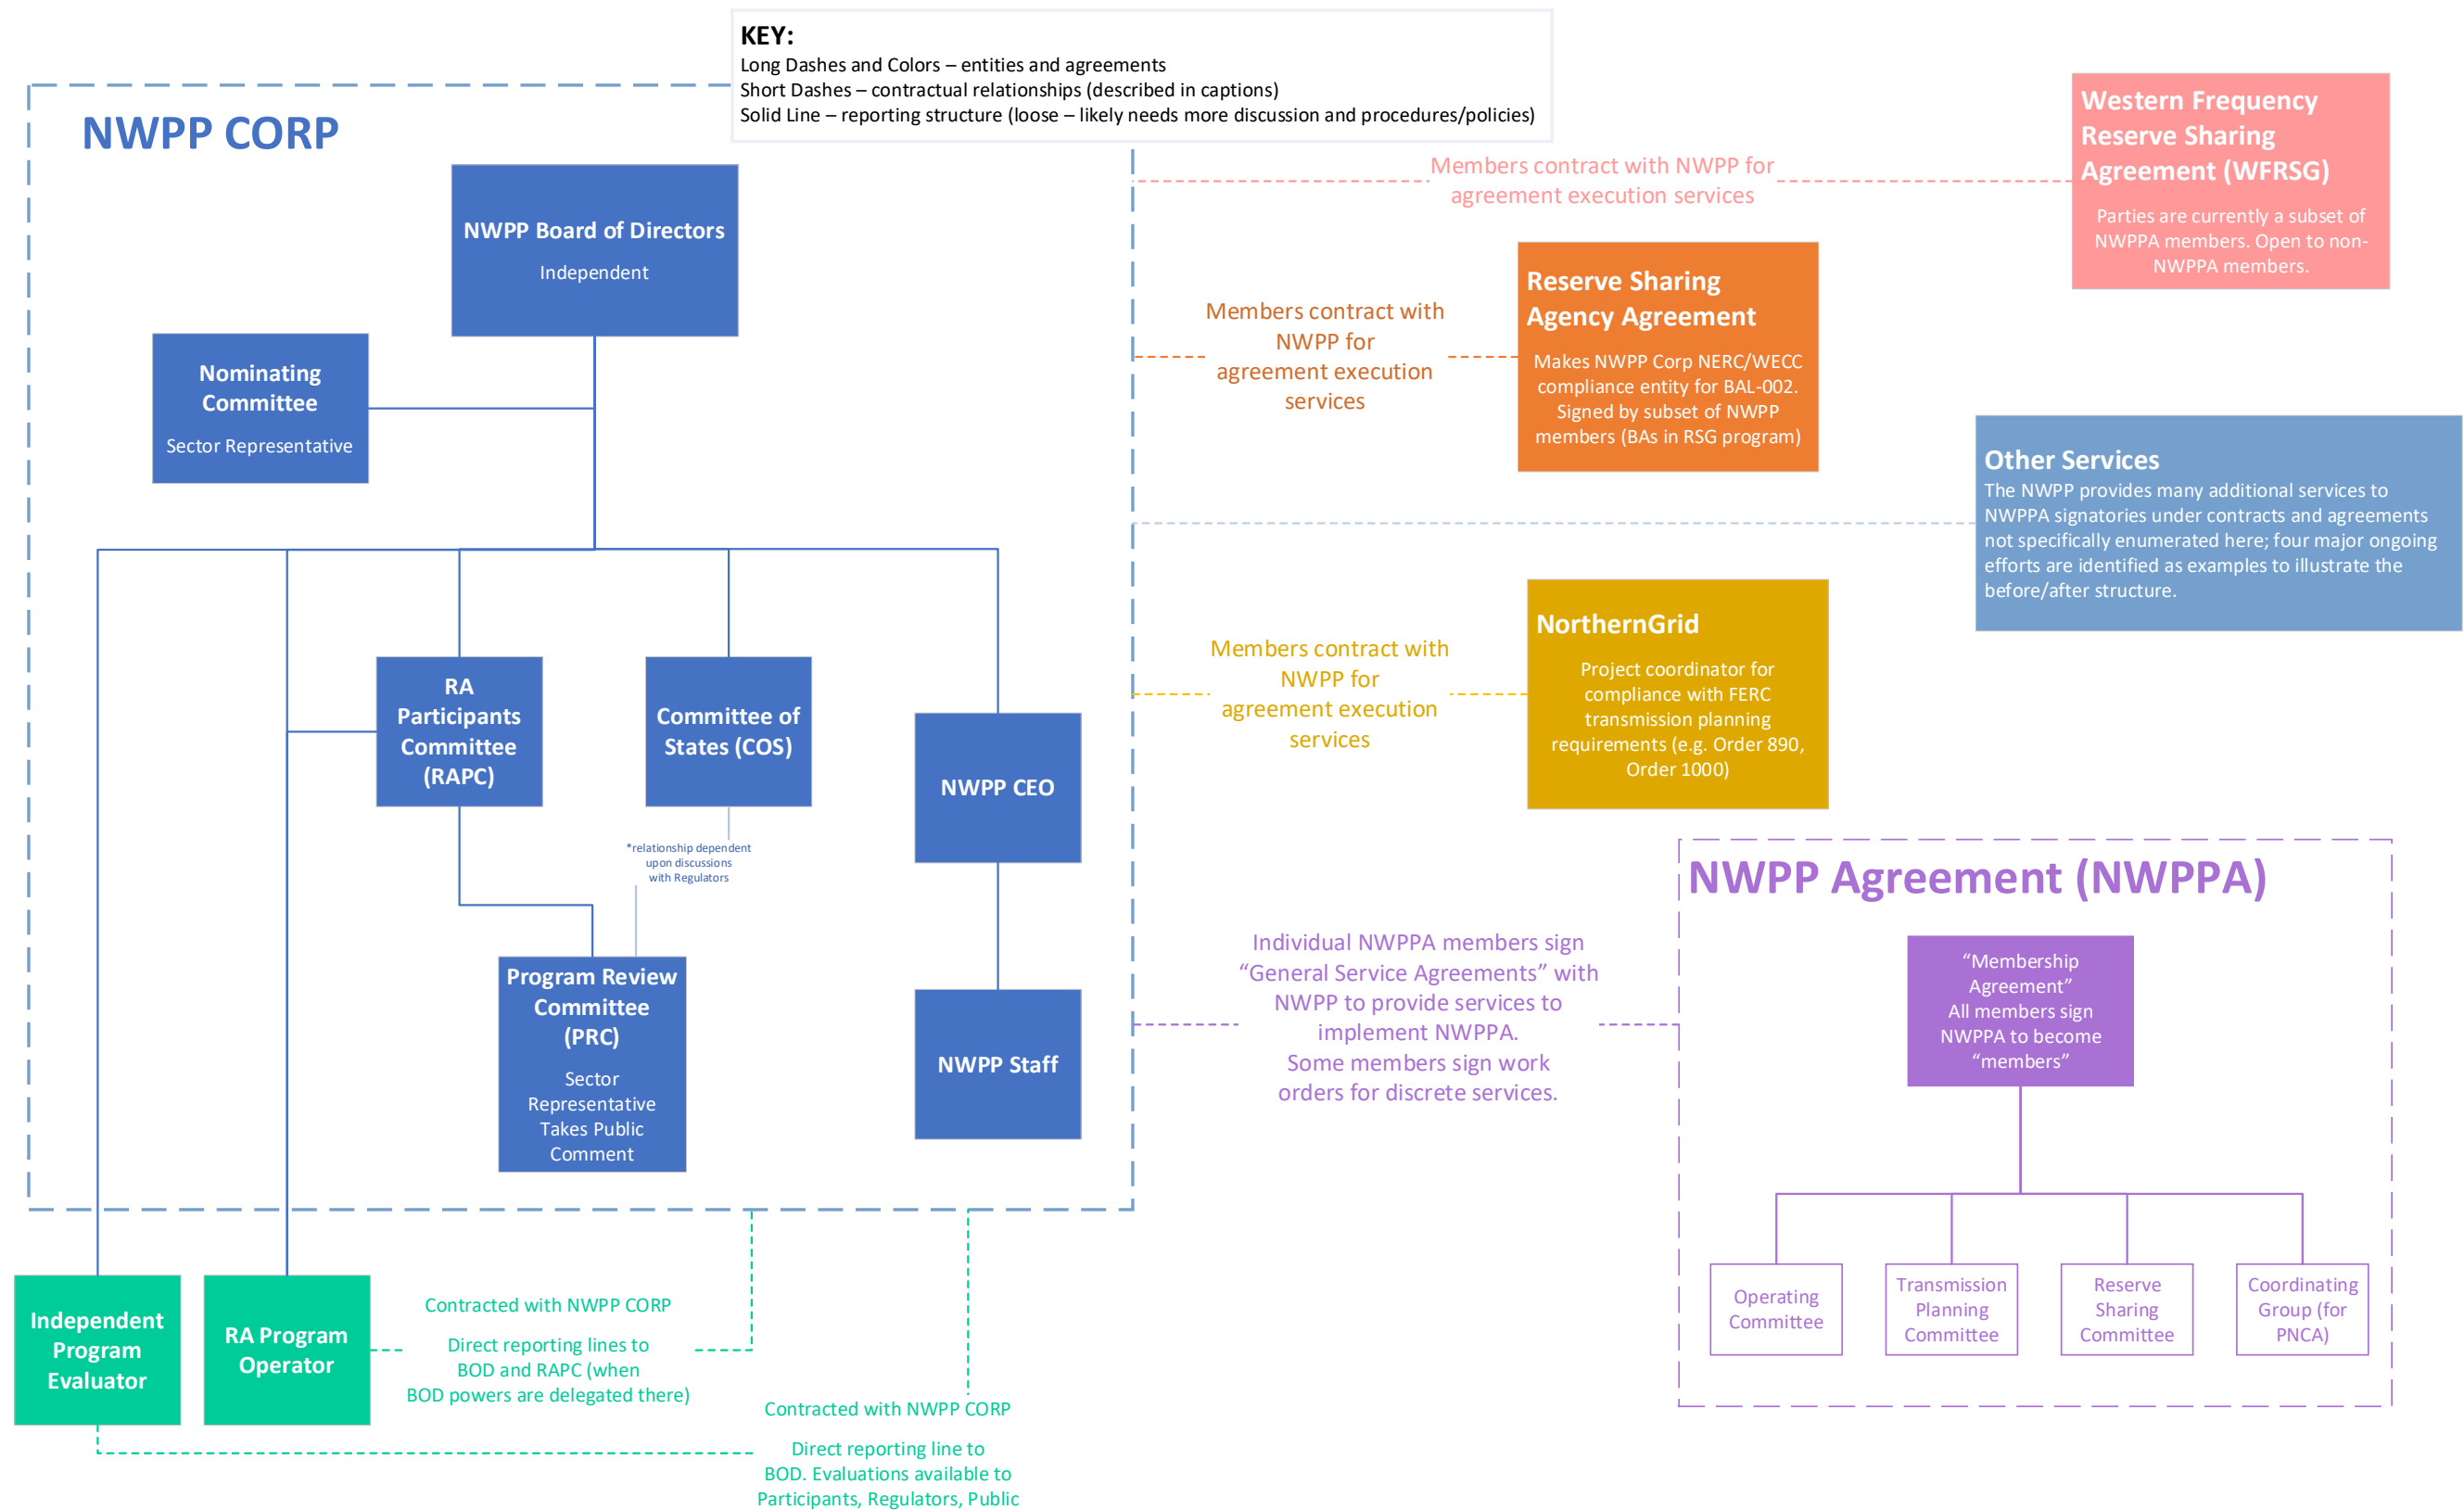 KEY:
Long Dashes and Colors – entities and agreements
Short Dashes – contractual relationships (described in captions)
Solid Line – reporting structure (loose – likely needs more discussion and procedures/policies)
NWPP CORP
NWPP Board of Directors
Independent
Nominating
Committee
Sector Representative
RA
Participants
Committee
(RAPC)
Committee of
States (COS)
NWPP CEO
*relationship dependent
upon discussions
with Regulators
Program Review
Committee
(PRC)
Sector
Representative
Takes Public
Comment
NWPP Staff
Independent
Program
Evaluator
RA Program
Operator
Contracted with NWPP CORP
Direct reporting lines to
BOD and RAPC (when
BOD powers are delegated there)
Contracted with NWPP CORP
Direct reporting line to
BOD. Evaluations available to
Participants, Regulators, Public
Members contract with NWPP for
agreement execution services
Western Frequency
Reserve Sharing
Agreement (WFRSG)
Parties are currently a subset of
NWPPA members. Open to non-
NWPPA members.
Members contract with
NWPP for
agreement execution
services
Reserve Sharing
Agency Agreement
Makes NWPP Corp NERC/WECC
compliance entity for BAL-002.
Signed by subset of NWPP
members (BAs in RSG program)
Other Services
The NWPP provides many additional services to
NWPPA signatories under contracts and agreements
not specifically enumerated here; four major ongoing
efforts are identified as examples to illustrate the
before/after structure.
Members contract with
NWPP for
agreement execution
services
NorthernGrid
Project coordinator for
compliance with FERC
transmission planning
requirements (e.g. Order 890,
Order 1000)
Individual NWPPA members sign
“General Service Agreements” with
NWPP to provide services to
implement NWPPA.
Some members sign work
orders for discrete services.
NWPP Agreement (NWPPA)
“Membership
Agreement”
All members sign
NWPPA to become
“members”
Operating
Committee
Transmission
Planning
Committee
Reserve
Sharing
Committee
Coordinating
Group (for
PNCA)